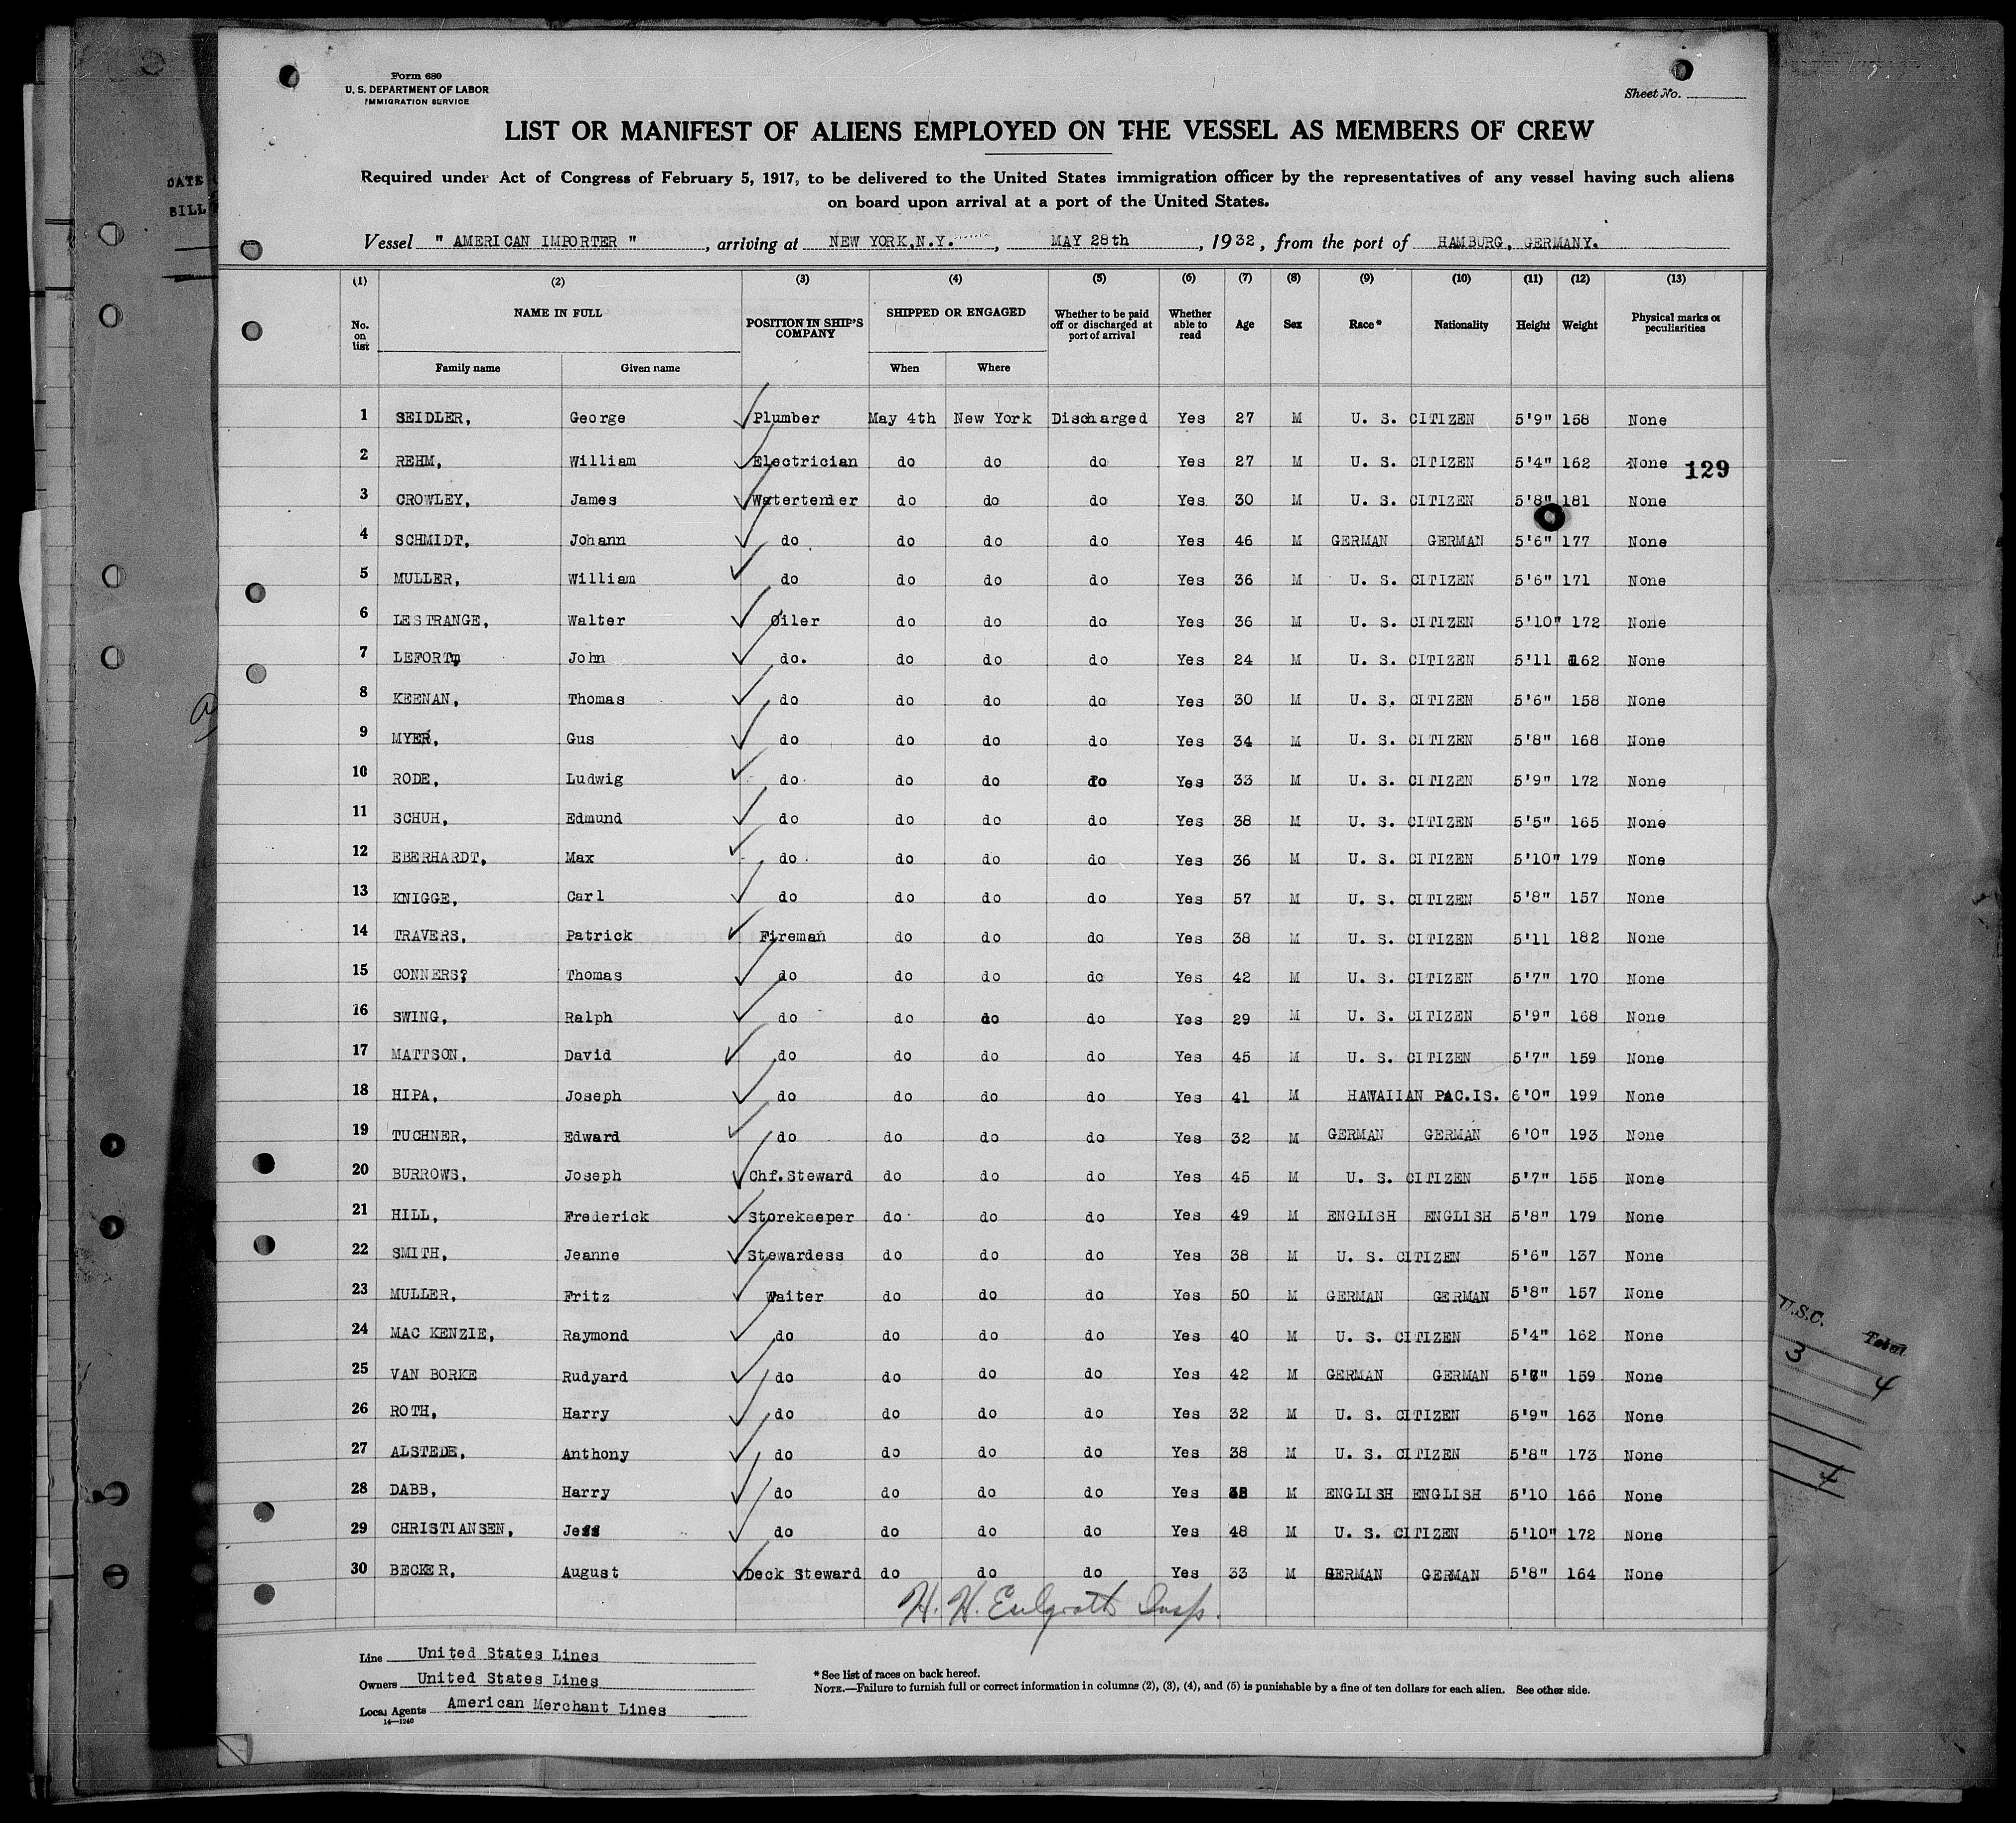 Form 680
U. S. DEPARTMENT OF LABOR
IMMIGRATION SERVICE
Sheet No.
LIST OR MANIFEST OF ALIENS EMPLOYED ON THE VESSEL AS MEMBERS OF CREW
Required under Act of Congress of February 5, 1917, to be delivered to the United States immigration officer by the representatives of any vessel having such aliens
on board upon arrival at a port of the United States.
DATE
BILL
Vessel " AMERICAN IMPORTER ", arriving at NEW YORK,N.Y. , MAY 28th , 1932, from the port of HAMBURG, GERMANY.
(1) (2) (3) (4) (5) (6) (7) (8) (9) (10) (11) (12) (13)
No. on list NAME IN FULL Family name Given name POSITION IN SHIP'S COMPANY SHIPPED OR ENGAGED When Where Whether to be paid off or discharged at port of arrival Whether able to read Age Sex Race* Nationality Height Weight Physical marks or peculiarities
1 SEIDLER, George Plumber May 4th New York Discharged Yes 27 M U. S. CITIZEN 5'9" 158 None
2 REHM, William Electrician do do do Yes 27 M U. S. CITIZEN 5'4" 162 None
129
3 CROWLEY, James Watertender do do do Yes 30 M U. S. CITIZEN 5'8" 181 None
4 SCHMIDT, Johann do do do do Yes 46 M GERMAN GERMAN 5'6" 177 None
5 MULLER, William do do do do Yes 36 M U. S. CITIZEN 5'6" 171 None
6 LESTRANGE, Walter Oiler do do do Yes 36 M U. S. CITIZEN 5'10" 172 None
7 LEFORT, John do. do do do Yes 24 M U. S. CITIZEN 5'11 162 None
8 KEENAN, Thomas do do do do Yes 30 M U. S. CITIZEN 5'6" 158 None
9 MYER, Gus do do do do Yes 34 M U. S. CITIZEN 5'8" 168 None
10 RODE, Ludwig do do do do Yes 33 M U. S. CITIZEN 5'9" 172 None
11 SCHUH, Edmund do do do do Yes 38 M U. S. CITIZEN 5'5" 165 None
12 EBERHARDT, Max do do do do Yes 36 M U. S. CITIZEN 5'10" 179 None
13 KNIGGE, Carl do do do do Yes 57 M U. S. CITIZEN 5'8" 157 None
14 TRAVERS, Patrick Fireman do do do Yes 38 M U. S. CITIZEN 5'11 182 None
15 CONNERS? Thomas do do do do Yes 42 M U. S. CITIZEN 5'7" 170 None
16 SWING, Ralph do do do do Yes 29 M U. S. CITIZEN 5'9" 168 None
17 MATTSON, David do do do do Yes 45 M U. S. CITIZEN 5'7" 159 None
18 HIPA, Joseph do do do do Yes 41 M HAWAIIAN PAC.IS. 6'0" 199 None
19 TUCHNER, Edward do do do do Yes 32 M GERMAN GERMAN 6'0" 193 None
20 BURROWS, Joseph Chf.Steward do do do Yes 45 M U. S. CITIZEN 5'7" 155 None
21 HILL, Frederick Storekeeper do do do Yes 49 M ENGLISH ENGLISH 5'8" 179 None
22 SMITH, Jeanne Stewardess do do do Yes 38 M U. S. CITIZEN 5'6" 137 None
23 MULLER, Fritz Waiter do do do Yes 50 M GERMAN GERMAN 5'8" 157 None
24 MAC KENZIE, Raymond do do do do Yes 40 M U. S. CITIZEN 5'4" 162 None
25 VAN BORKE Rudyard do do do do Yes 42 M GERMAN GERMAN 159 None
26 ROTH, Harry do do do do Yes 32 M U. S. CITIZEN 5'9" 163 None
27 ALSTEDE, Anthony do do do do Yes 38 M U. S. CITIZEN 5'8" 173 None
28 DABB, Harry do do do do Yes M ENGLISH ENGLISH 5'10 166 None
29 CHRISTIANSEN, do do do do Yes 48 M U. S. CITIZEN 5'10" 172 None
30 BECKER, August Deck Steward do do do Yes 33 M GERMAN GERMAN 5'8" 164 None
H. H. Insp.
Line United States Lines
Owners United States Lines
Local Agents American Merchant Lines
14—1240
* See list of races on back hereof.
NOTE.—Failure to furnish full or correct information in columns (2), (3), (4), and (5) is punishable by a fine of ten dollars for each alien. See other side.
U.S.C. Total
3 4
4